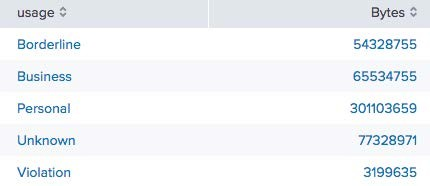 usage Bytes
Borderline 54328755
Business 65534755
Personal 301103659
Unknown 77328971
Violation 3199635